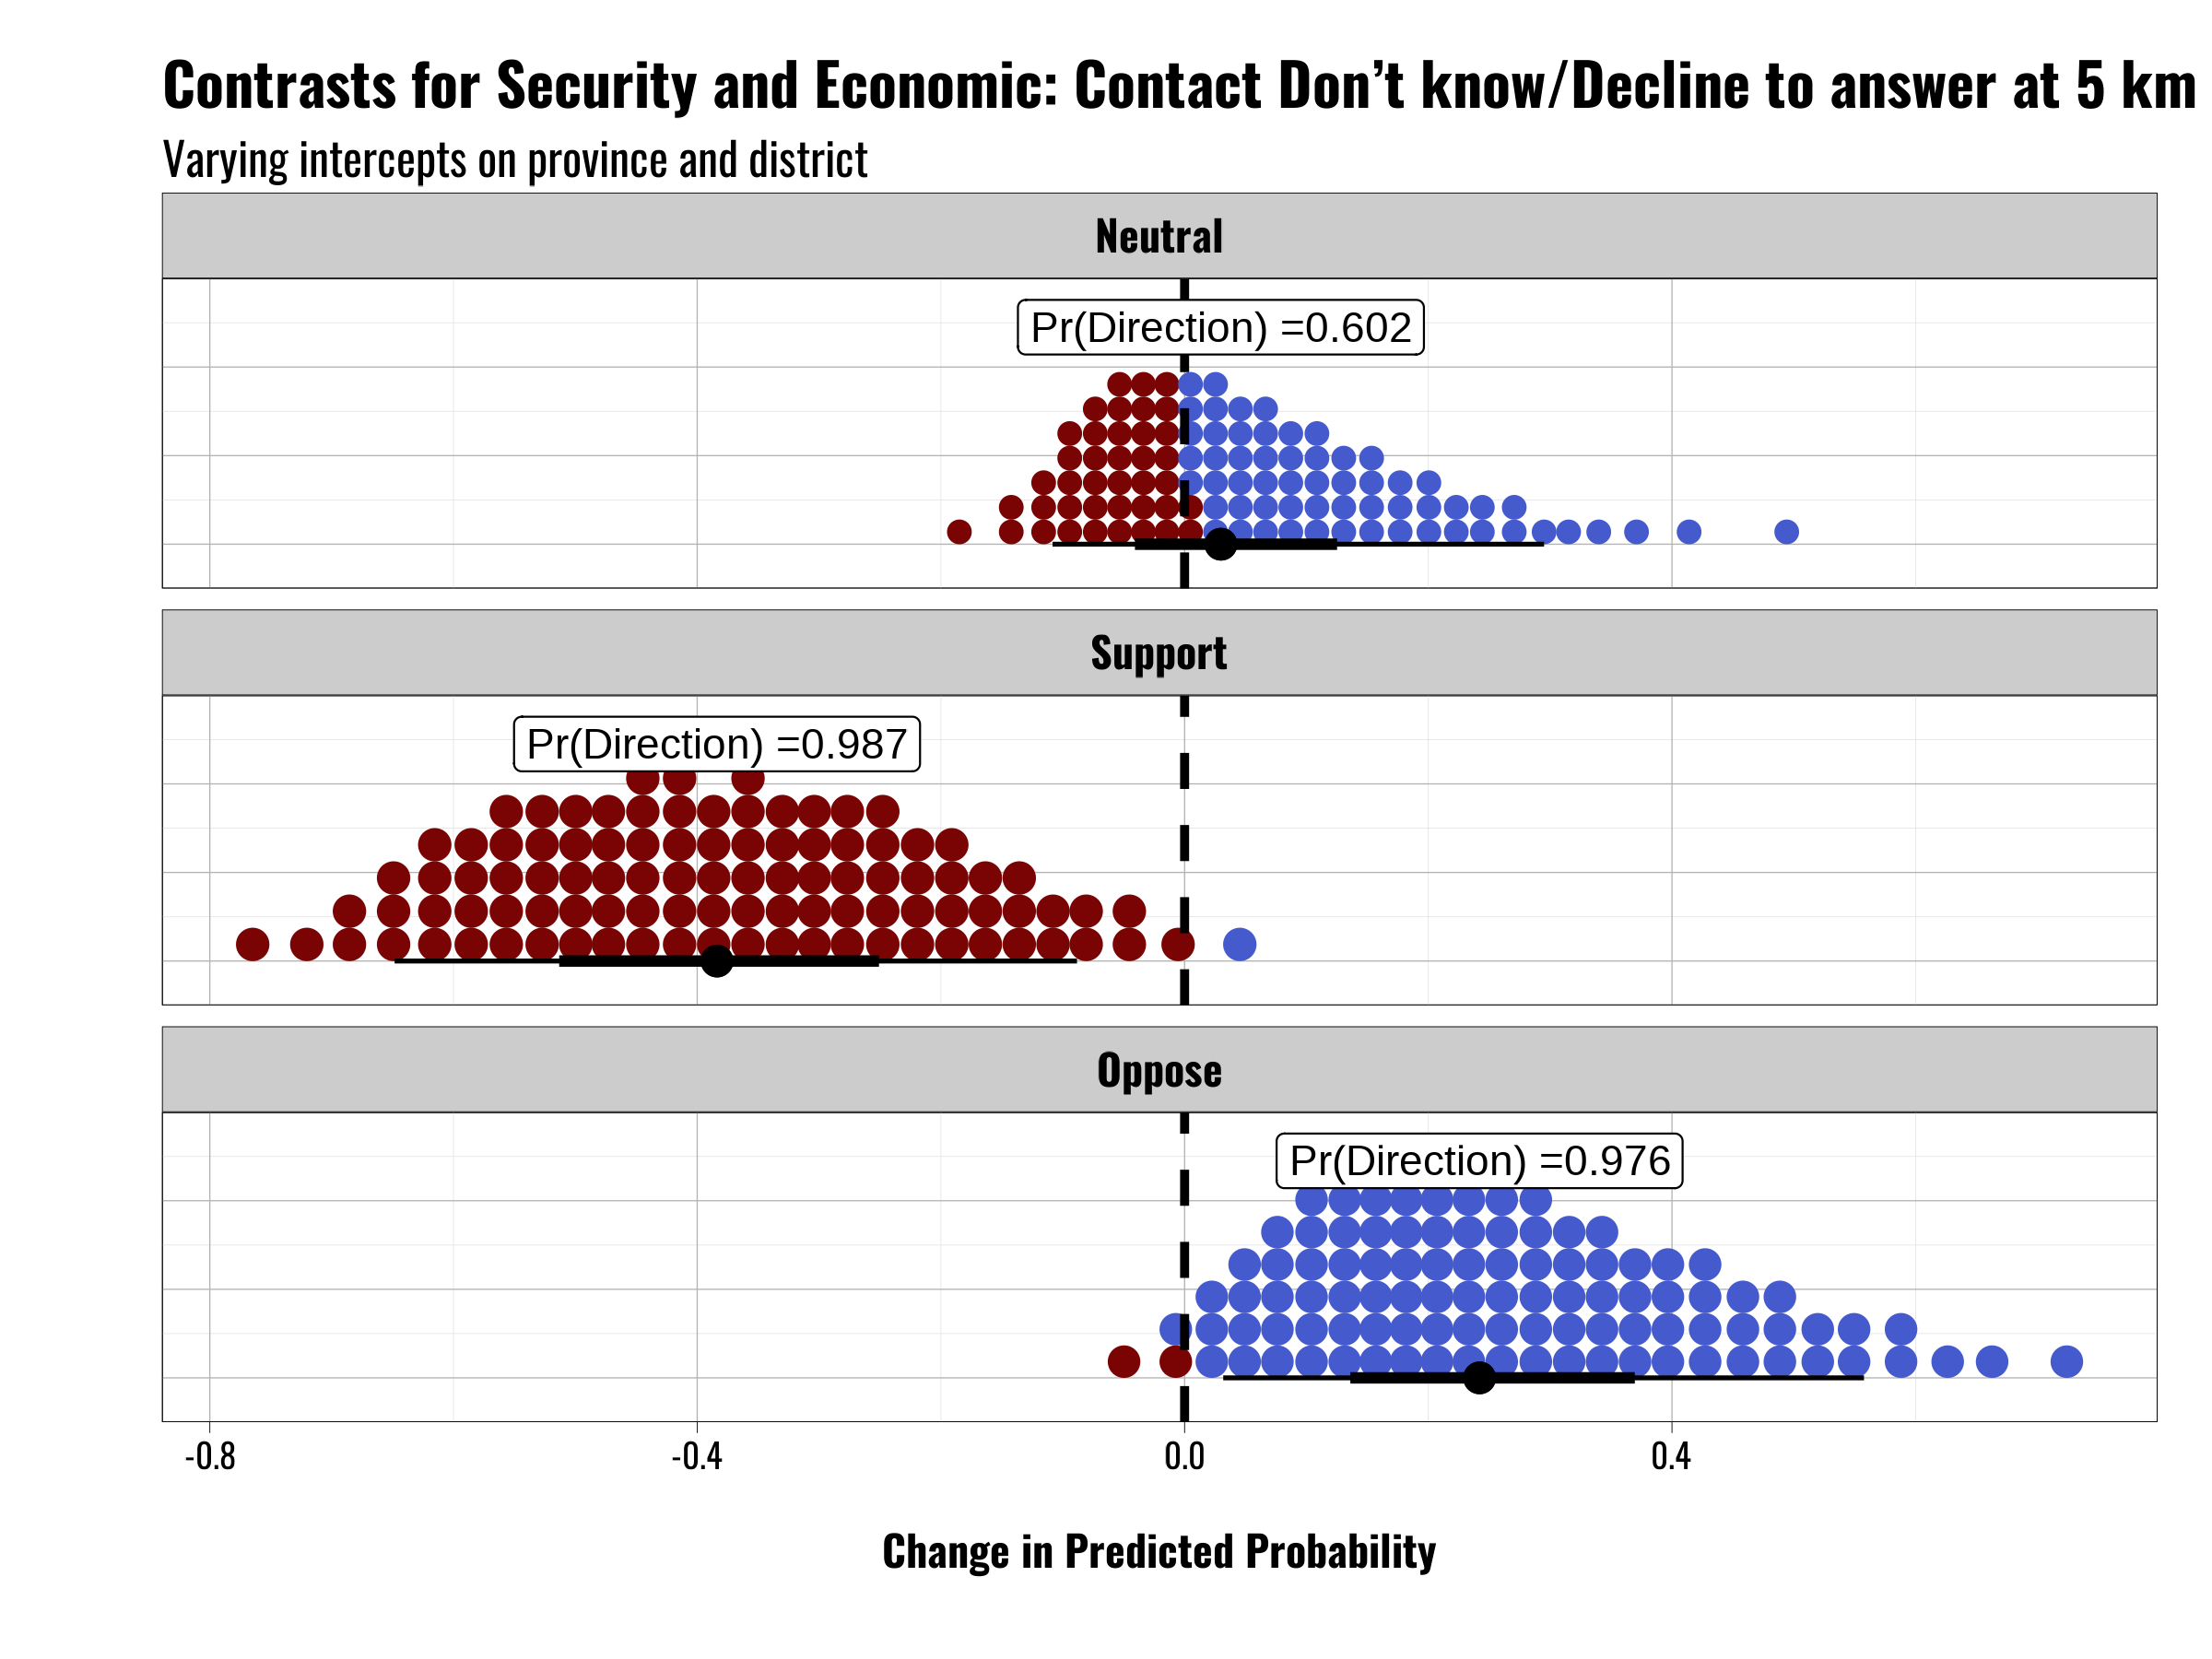 Contrasts for Security and Economic: Contact Don’t know/Decline to answer at 5 km
Varying intercepts on province and district
Neutral
Pr(Direction) =0.602
Support
Pr(Direction) =0.987
Oppose
Pr(Direction) =0.976
-0.8 -0.4 0.0 0.4
Change in Predicted Probability